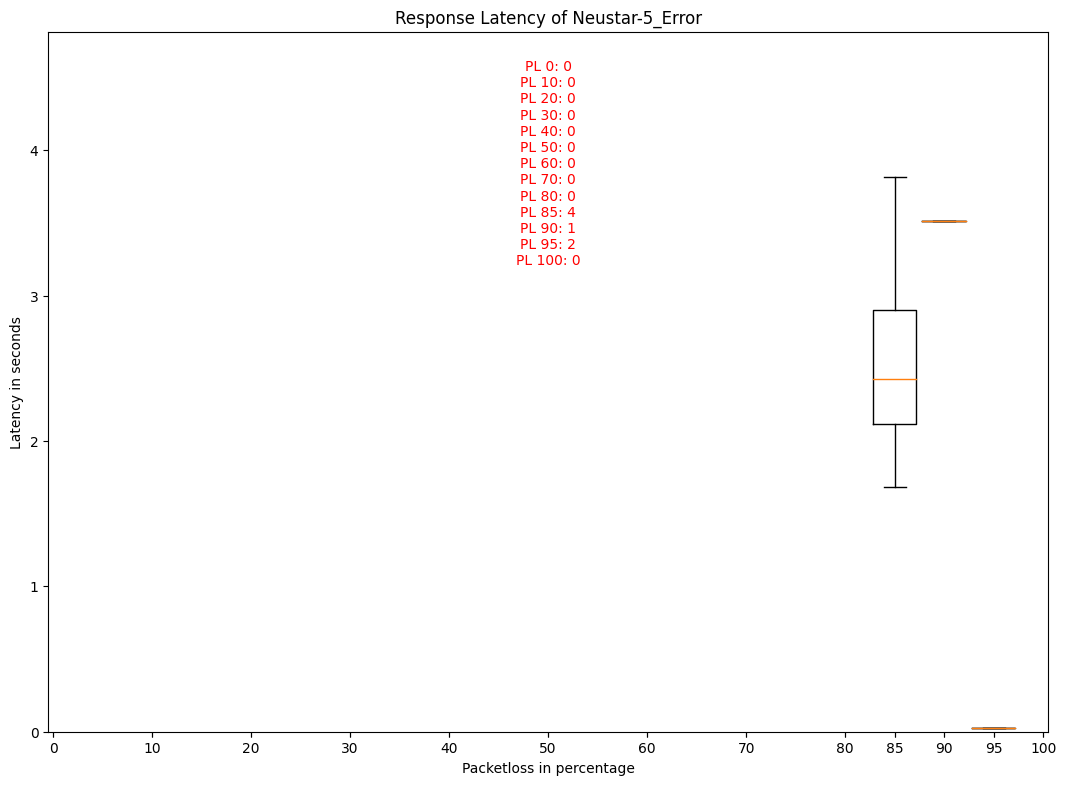 Response Latency of Neustar-5_Error
PL 0: 0
PL 10: 0
PL 20: 0
PL 30: 0
PL 40: 0
PL 50: 0
PL 60: 0
PL 70: 0
PL 80: 0
PL 85: 4
PL 90: 1
PL 95: 2
PL 100: 0
Latency in seconds
4
3
2
1
0
0 10 20 30 40 50 60 70 80 85 90 95 100
Packetloss in percentage